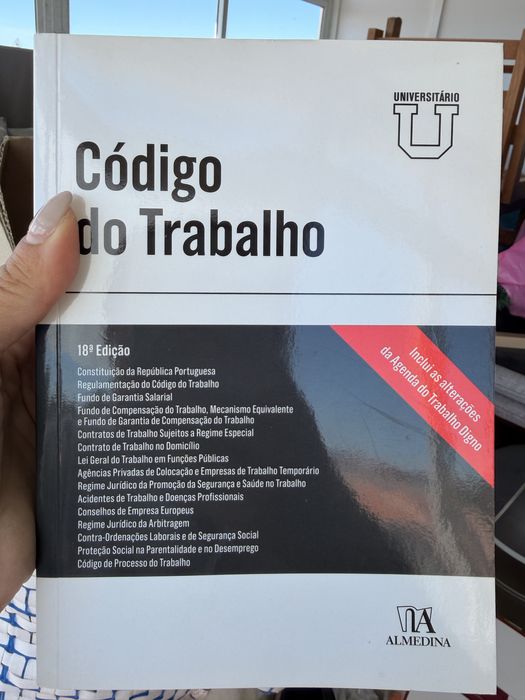 UNIVERSITÁRIO
U
Código
do Trabalho
18ª Edição
Constituição da República Portuguesa
Regulamentação do Código do Trabalho
Fundo de Garantia Salarial
Fundo de Compensação do Trabalho, Mecanismo Equivalente
e Fundo de Garantia de Compensação do Trabalho
Contratos de Trabalho Sujeitos a Regime Especial
Contrato de Trabalho no Domicílio
Lei Geral do Trabalho em Funções Públicas
Agências Privadas de Colocação e Empresas de Trabalho Temporário
Regime Jurídico da Promoção da Segurança e Saúde no Trabalho
Acidentes de Trabalho e Doenças Profissionais
Conselhos de Empresa Europeus
Regime Jurídico da Arbitragem
Contra-Ordenações Laborais e de Segurança Social
Proteção Social na Parentalidade e no Desemprego
Código de Processo do Trabalho
Inclui as alterações
da Agenda do Trabalho Digno
ALMEDINA